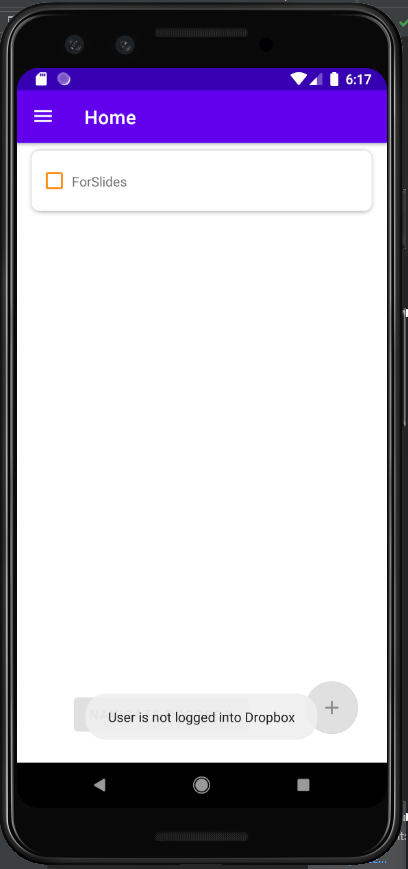 6:17
Home
ForSlides
User is not logged into Dropbox